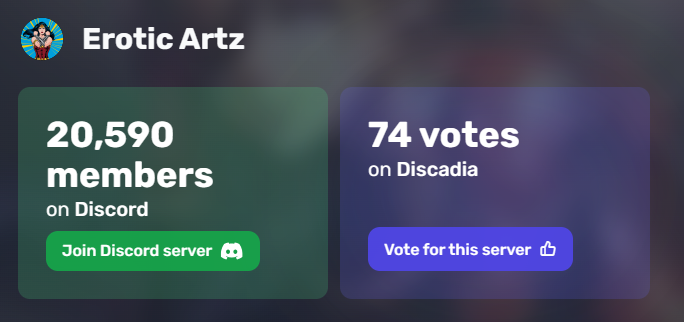 Erotic Artz
20,590
members
on Discord
Join Discord server
74 votes
on Discadia
Vote for this server